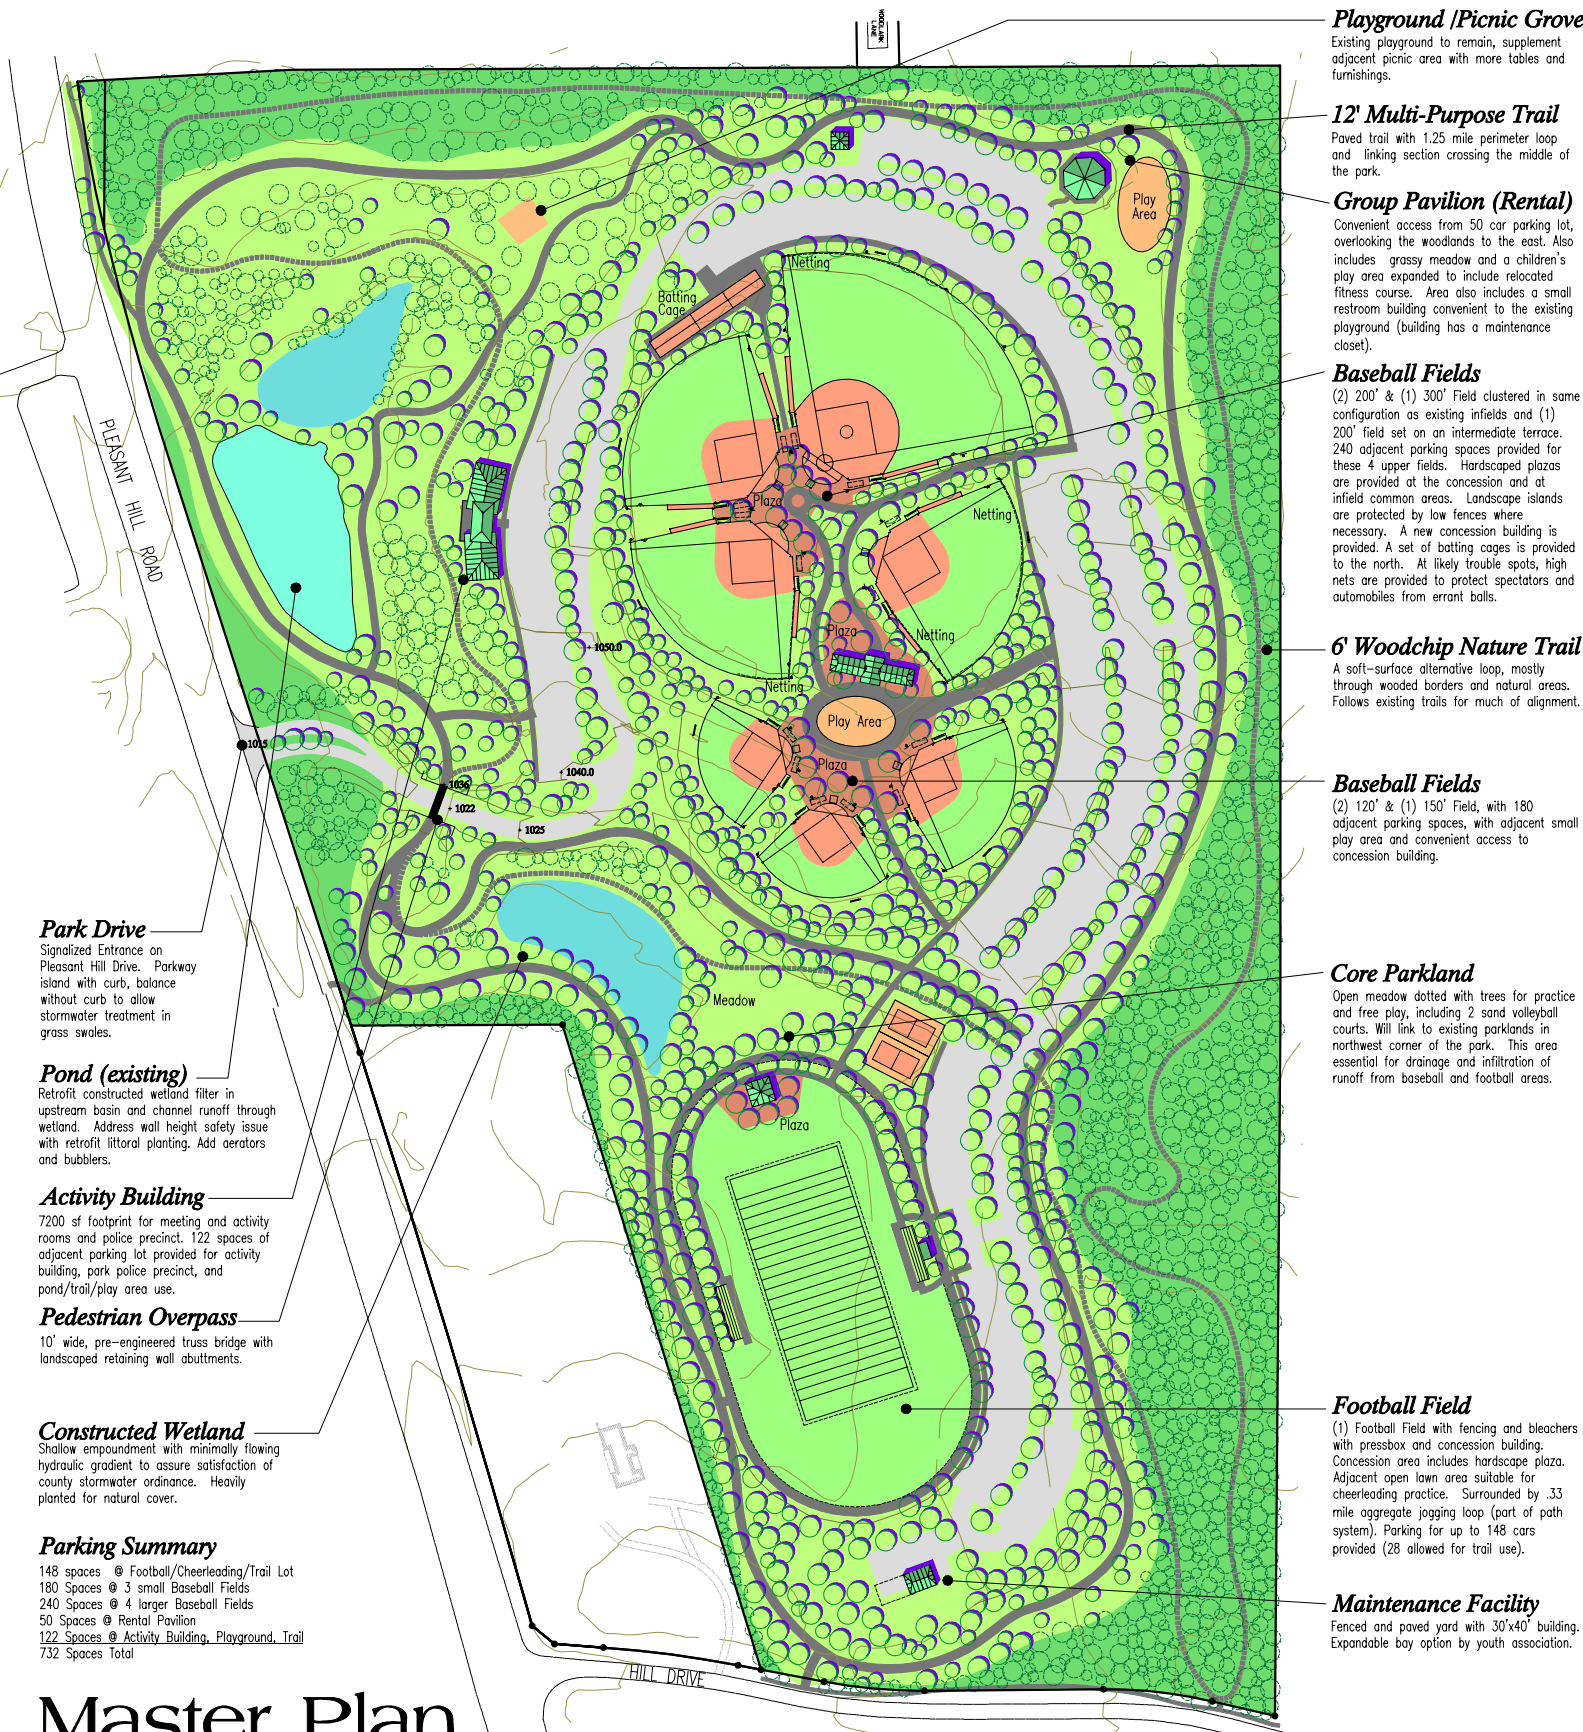 WOODLARK
LANE
Playground /Picnic Grove
Existing playground to remain, supplement
adjacent picnic area with more tables and
furnishings.
12' Multi-Purpose Trail
Paved trail with 1.25 mile perimeter loop
and linking section crossing the middle of
the park.
Group Pavilion (Rental)
Convenient access from 50 car parking lot,
overlooking the woodlands to the east. Also
includes grassy meadow and a children's
play area expanded to include relocated
fitness course. Area also includes a small
restroom building convenient to the existing
playground (building has a maintenance
closet).
Baseball Fields
(2) 200' & (1) 300' Field clustered in same
configuration as existing infields and (1)
200' field set on an intermediate terrace.
240 adjacent parking spaces provided for
these 4 upper fields. Hardscaped plazas
are provided at the concession and at
infield common areas. Landscape islands
are protected by low fences where
necessary. A new concession building is
provided. A set of batting cages is provided
to the north. At likely trouble spots, high
nets are provided to protect spectators and
automobiles from errant balls.
6' Woodchip Nature Trail
A soft-surface alternative loop, mostly
through wooded borders and natural areas.
Follows existing trails for much of alignment.
Baseball Fields
(2) 120' & (1) 150' Field, with 180
adjacent parking spaces, with adjacent small
play area and convenient access to
concession building.
Core Parkland
Open meadow dotted with trees for practice
and free play, including 2 sand volleyball
courts. Will link to existing parklands in
northwest corner of the park. This area
essential for drainage and infiltration of
runoff from baseball and football areas.
Football Field
(1) Football Field with fencing and bleachers
with pressbox and concession building.
Concession area includes hardscape plaza.
Adjacent open lawn area suitable for
cheerleading practice. Surrounded by .33
mile aggregate jogging loop (part of path
system). Parking for up to 148 cars
provided (28 allowed for trail use).
Maintenance Facility
Fenced and paved yard with 30'x40' building.
Expandable bay option by youth association.
Play
Area
Netting
Batting
Cage
Plaza
Netting
Plaza
Netting
Netting
Play Area
Plaza
Meadow
Plaza
PLEASANT HILL ROAD
1050.0
1015
1040.0
1036
1022
1025
HILL DRIVE
Park Drive
Signalized Entrance on
Pleasant Hill Drive. Parkway
island with curb, balance
without curb to allow
stormwater treatment in
grass swales.
Pond (existing)
Retrofit constructed wetland filter in
upstream basin and channel runoff through
wetland. Address wall height safety issue
with retrofit littoral planting. Add aerators
and bubblers.
Activity Building
7200 sf footprint for meeting and activity
rooms and police precinct. 122 spaces of
adjacent parking lot provided for activity
building, park police precinct, and
pond/trail/play area use.
Pedestrian Overpass
10' wide, pre-engineered truss bridge with
landscaped retaining wall abuttments.
Constructed Wetland
Shallow empoundment with minimally flowing
hydraulic gradient to assure satisfaction of
county stormwater ordinance. Heavily
planted for natural cover.
Parking Summary
148 spaces @ Football/Cheerleading/Trail Lot
180 Spaces @ 3 small Baseball Fields
240 Spaces @ 4 larger Baseball Fields
50 Spaces @ Rental Pavilion
122 Spaces @ Activity Building, Playground, Trail
732 Spaces Total
Master Plan